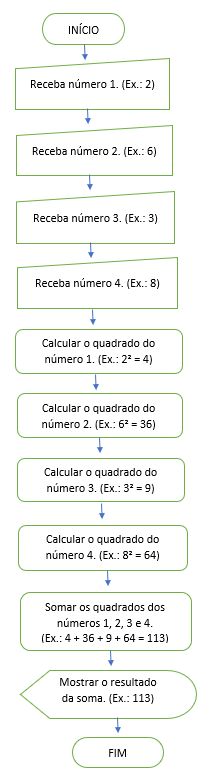 INÍCIO
Receba número 1. (Ex.: 2)
Receba número 2. (Ex.: 6)
Receba número 3. (Ex.: 3)
Receba número 4. (Ex.: 8)
Calcular o quadrado do
número 1. (Ex.: 2² = 4)
Calcular o quadrado do
número 2. (Ex.: 6² = 36)
Calcular o quadrado do
número 3. (Ex.: 3² = 9)
Calcular o quadrado do
número 4. (Ex.: 8² = 64)
Somar os quadrados dos
números 1, 2, 3 e 4.
(Ex.: 4 + 36 + 9 + 64 = 113)
Mostrar o resultado
da soma. (Ex.: 113)
FIM